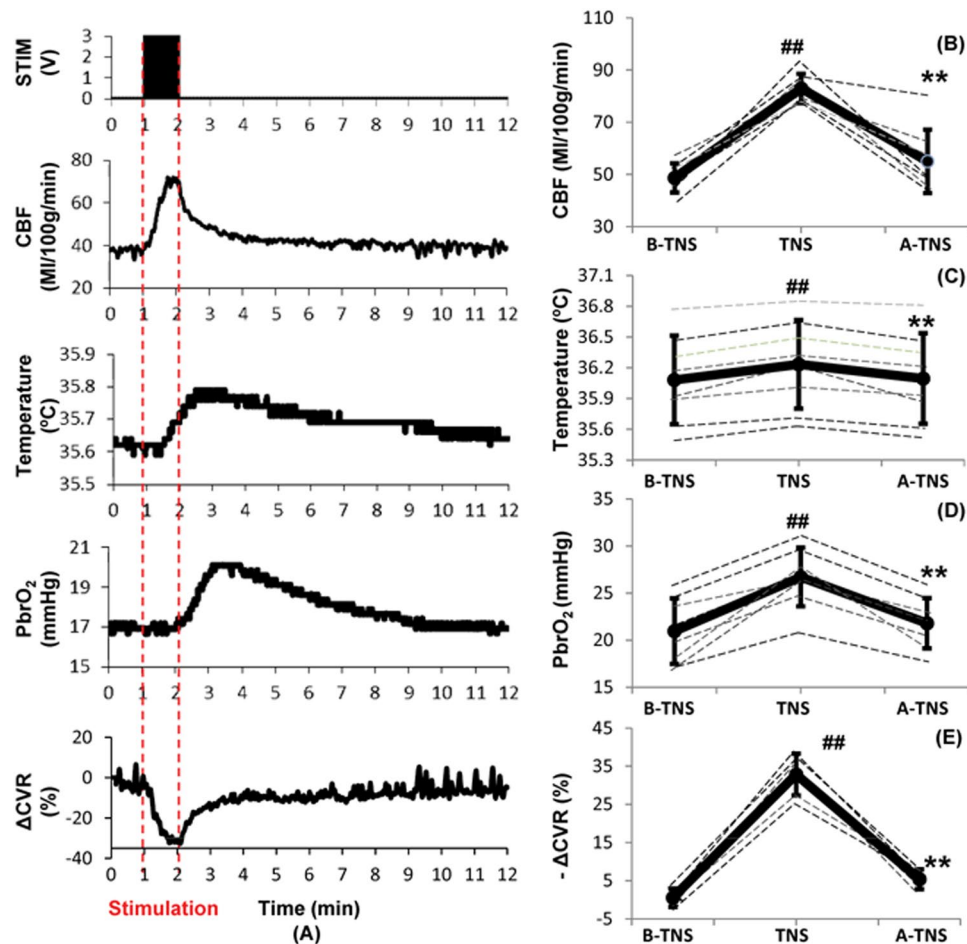 STIM
(V)
3
2
1
0
0 1 2 3 4 5 6 7 8 9 10 11 12
CBF
(Ml/100g/min)
80
60
40
20
0 1 2 3 4 5 6 7 8 9 10 11 12
Temperature
(ºC)
35.9
35.8
35.7
35.6
35.5
0 1 2 3 4 5 6 7 8 9 10 11 12
PbrO₂
(mmHg)
21
19
17
15
0 1 2 3 4 5 6 7 8 9 10 11 12
ΔCVR
(%)
20
0
-20
-40
0 1 2 3 4 5 6 7 8 9 10 11 12
Stimulation Time (min)
(A)
(B)
CBF (Ml/100g/min)
110
90
70
50
30
##
**
B-TNS TNS A-TNS
(C)
Temperature (ºC)
37.1
36.8
36.5
36.2
35.9
35.6
35.3
##
**
B-TNS TNS A-TNS
(D)
PbrO₂ (mmHg)
35
30
25
20
15
##
**
B-TNS TNS A-TNS
(E)
- ΔCVR (%)
45
35
25
15
5
-5
##
**
B-TNS TNS A-TNS